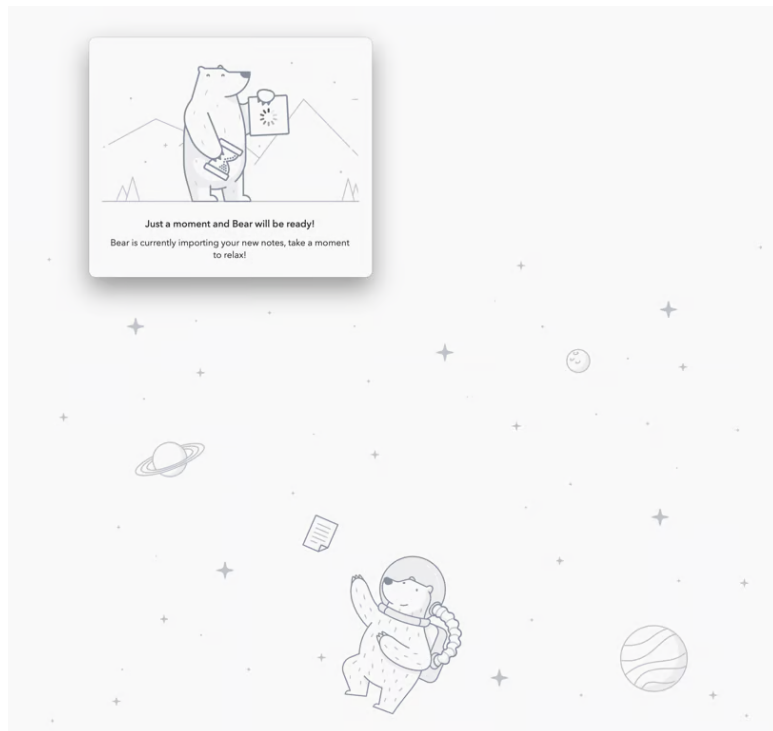 Just a moment and Bear will be ready!
Bear is currently importing your new notes, take a moment
to relax!